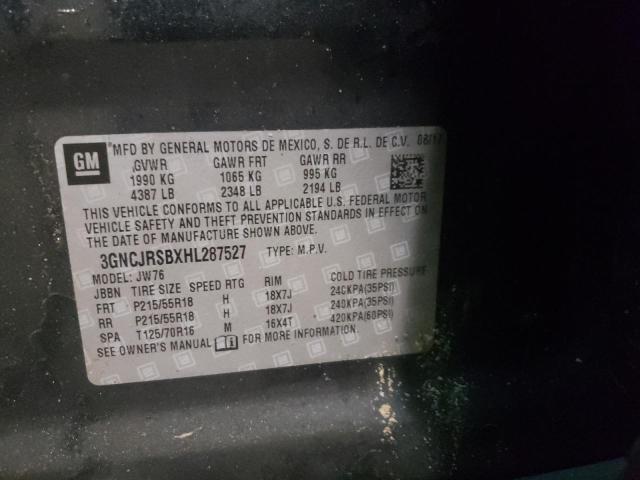 GM
MFD BY GENERAL MOTORS DE MEXICO, S. DE R.L. DE C.V. 06/17
GVWR GAWR FRT GAWR RR
1990 KG 1065 KG 995 KG
4387 LB 2348 LB 2194 LB
THIS VEHICLE CONFORMS TO ALL APPLICABLE U.S. FEDERAL MOTOR
VEHICLE SAFETY AND THEFT PREVENTION STANDARDS IN EFFECT ON
THE DATE OF MANUFACTURE SHOWN ABOVE.
3GNCJRSBXHL287527 TYPE: M.P.V.
MODEL: JW76
JBBN TIRE SIZE SPEED RTG RIM COLD TIRE PRESSURE
FRT P215/55R18 H 18X7J 240KPA(35PSI)
RR P215/55R18 H 18X7J 240KPA(35PSI)
SPA T125/70R16 M 16X4T 420KPA(60PSI)
SEE OWNER'S MANUAL FOR MORE INFORMATION.